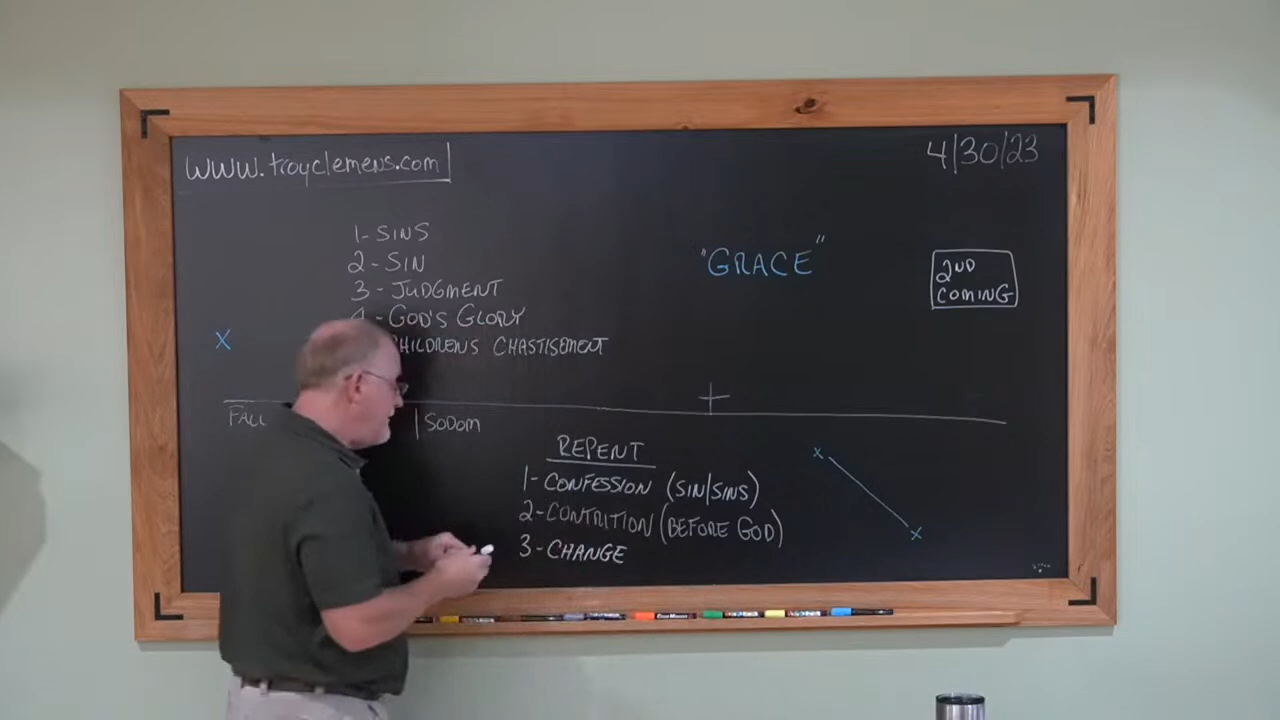 www.troyclemens.com
4/30/23
1-SINS
2-SIN
3-JUDGMENT
4-GOD'S GLORY
CHASTISEMENT
X
"GRACE"
2ND
COMING
FALL
SODOM
REPENT
1-CONFESSION (SIN/SINS)
2-CONTRITION (BEFORE GOD)
3-CHANGE
x
x